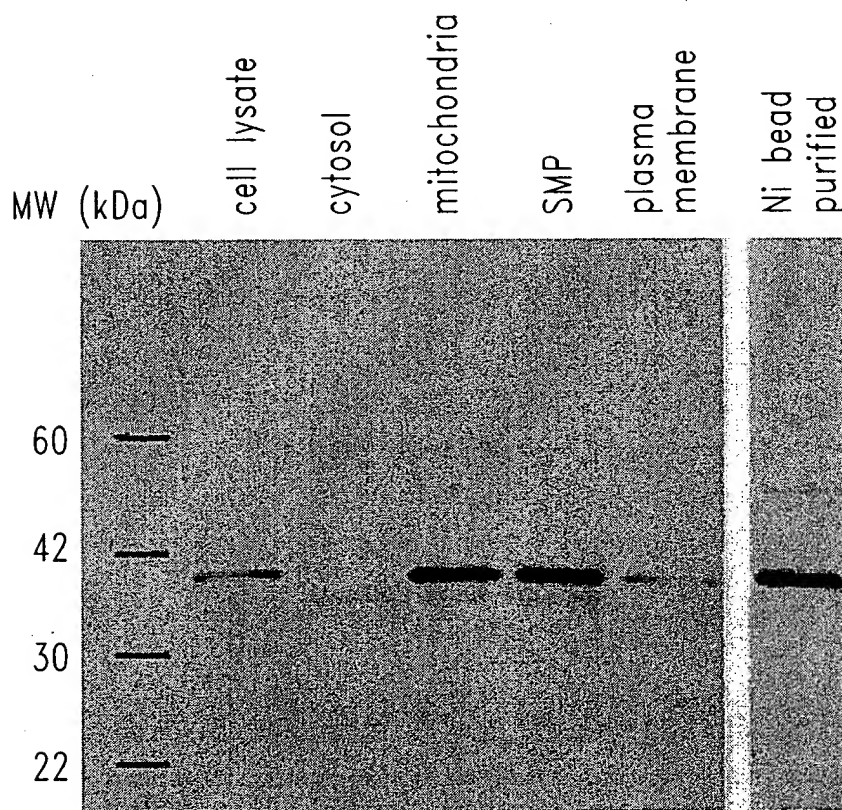 MW (kDa)
cell lysate
cytosol
mitochondria
SMP
plasma
membrane
Ni bead
purified
60
42
30
22